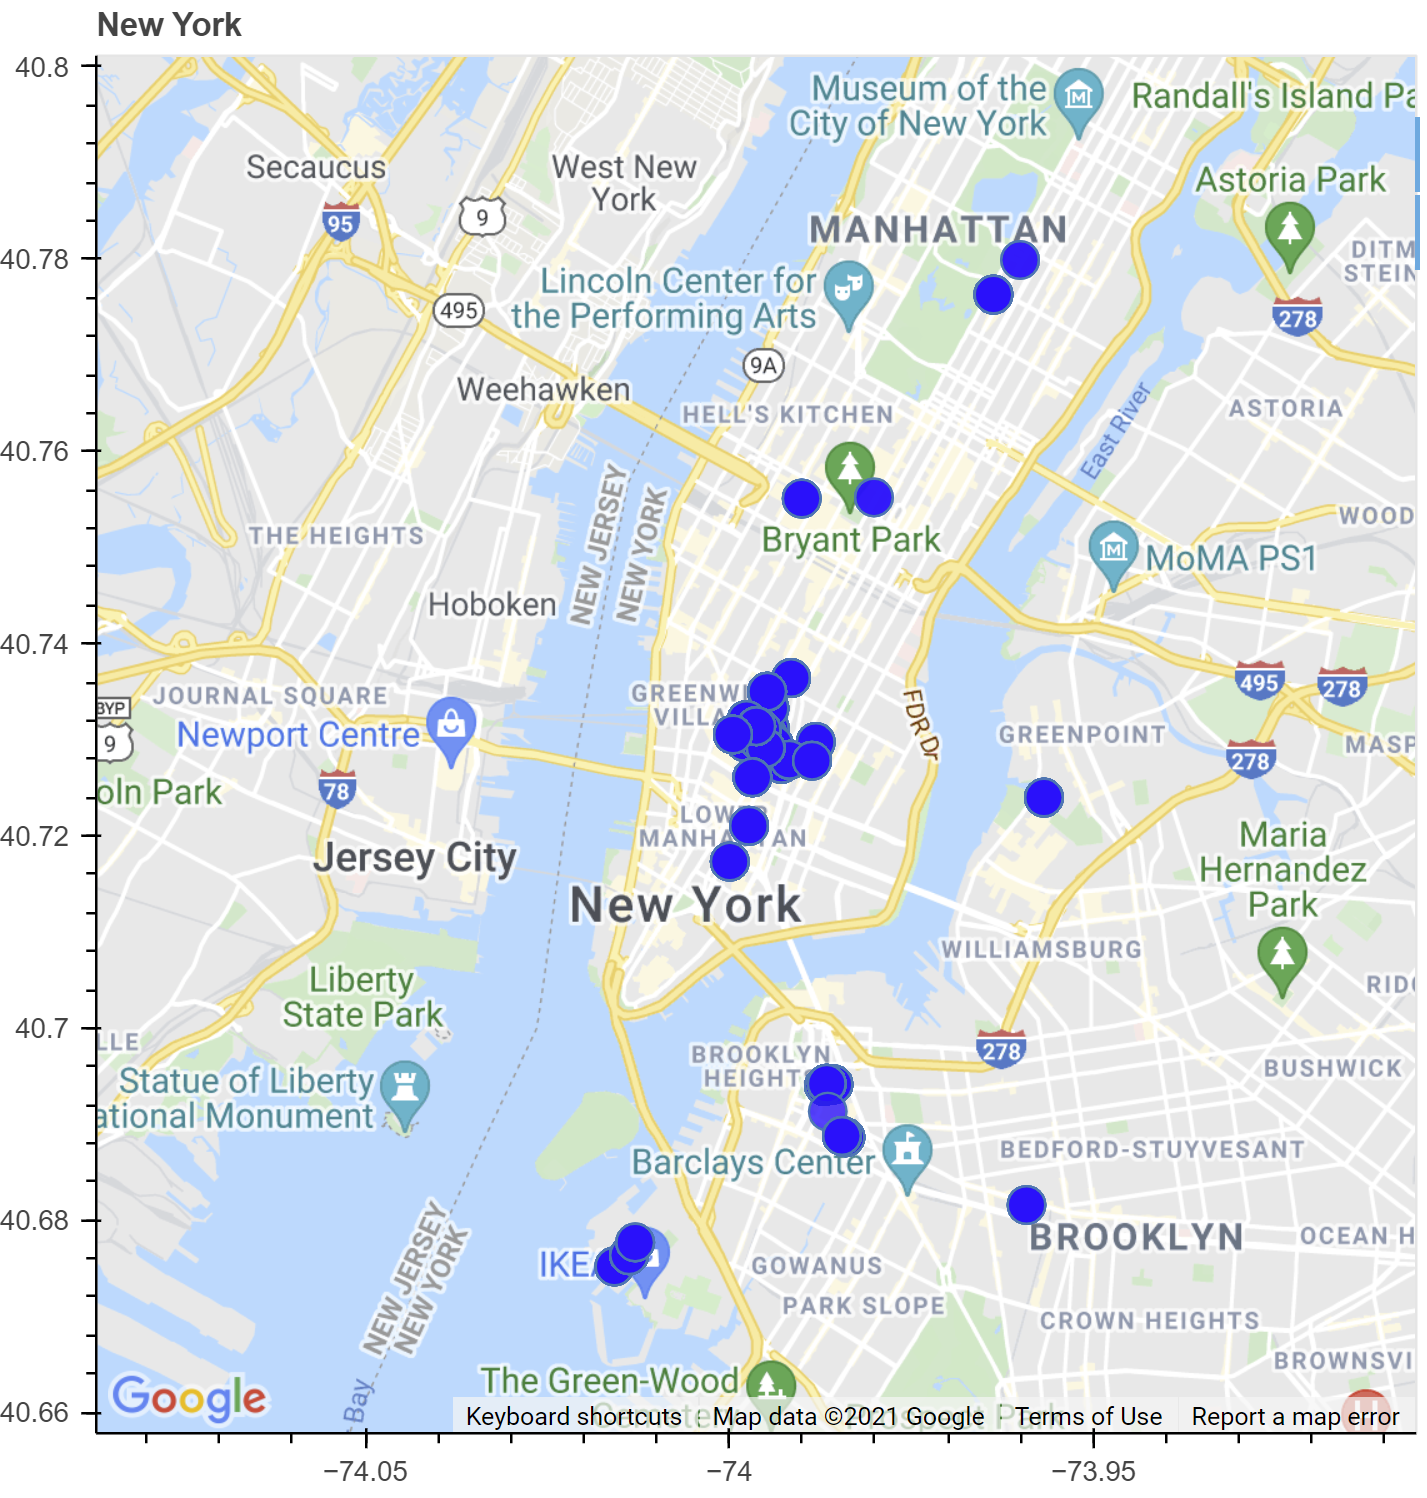 New York
40.8
40.78
40.76
40.74
40.72
40.7
40.68
40.66
−74.05
−74
−73.95
Museum of the
City of New York
Randall's Island Pa
Secaucus
West New
York
Astoria Park
95
9
MANHATTAN
DITM
STEIN
Lincoln Center for
the Performing Arts
495
278
9A
Weehawken
HELL'S KITCHEN
ASTORIA
East River
NEW JERSEY
NEW YORK
THE HEIGHTS
Bryant Park
WOOD
MoMA PS1
Hoboken
JOURNAL SQUARE
GREENWI
VILLA
495
278
BYP
9
Newport Centre
FDR Dr
GREENPOINT
MASP
278
78
oln Park
LOWER
MANHATTAN
Maria
Hernandez
Park
Jersey City
New York
WILLIAMSBURG
Liberty
State Park
RIDG
LLE
BROOKLYN
HEIGHTS
278
BUSHWICK
Statue of Liberty
ational Monument
Barclays Center
BEDFORD-STUYVESANT
NEW JERSEY
NEW YORK
BROOKLYN
OCEAN H
IKEA
GOWANUS
PARK SLOPE
CROWN HEIGHTS
BROWNSVI
The Green-Wood
Cemete
Prospect Park
Bay
Google
Keyboard shortcuts
Map data ©2021 Google
Terms of Use
Report a map error